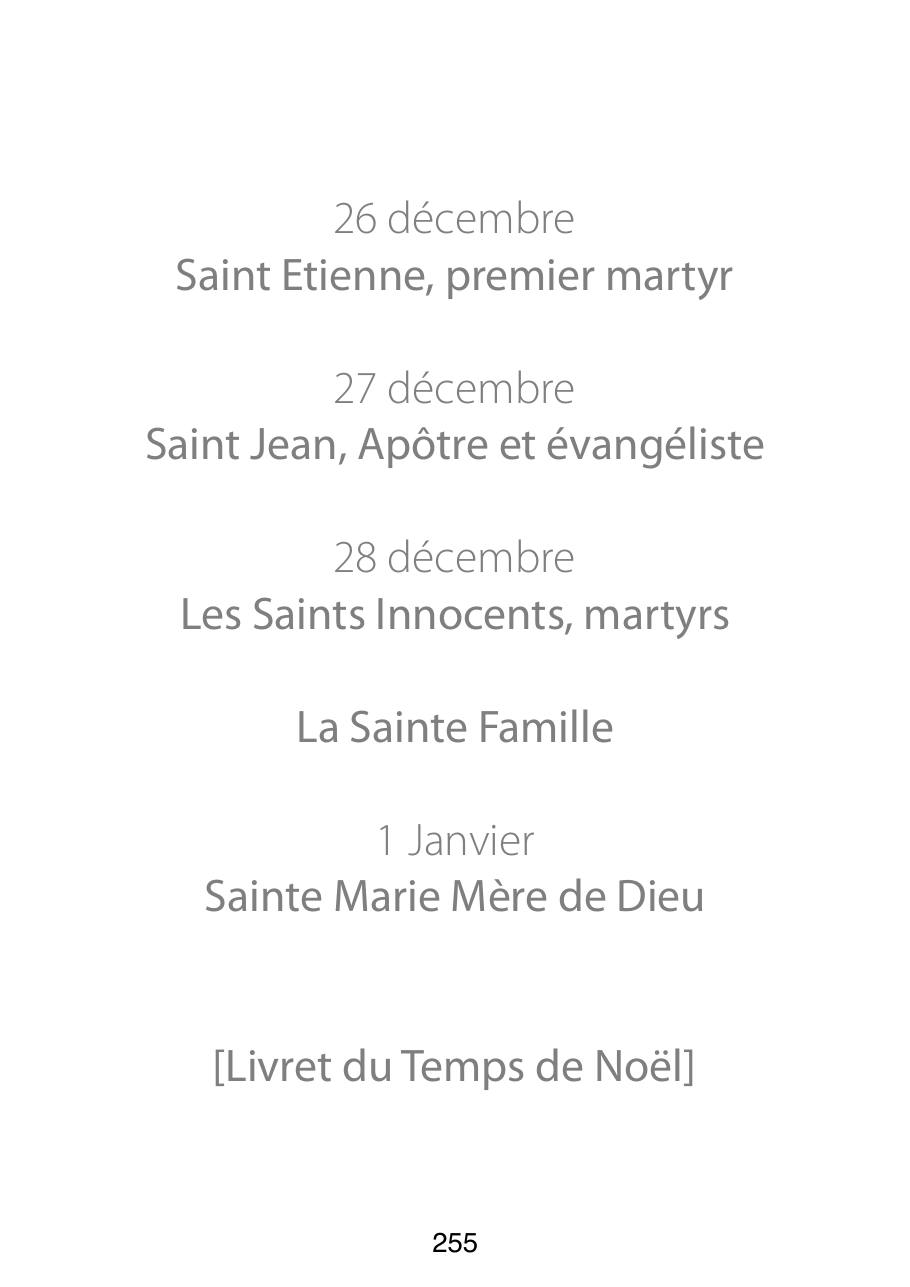 26 décembre
Saint Etienne, premier martyr
27 décembre
Saint Jean, Apôtre et évangéliste
28 décembre
Les Saints Innocents, martyrs
La Sainte Famille
1 Janvier
Sainte Marie Mère de Dieu
[Livret du Temps de Noël]
255